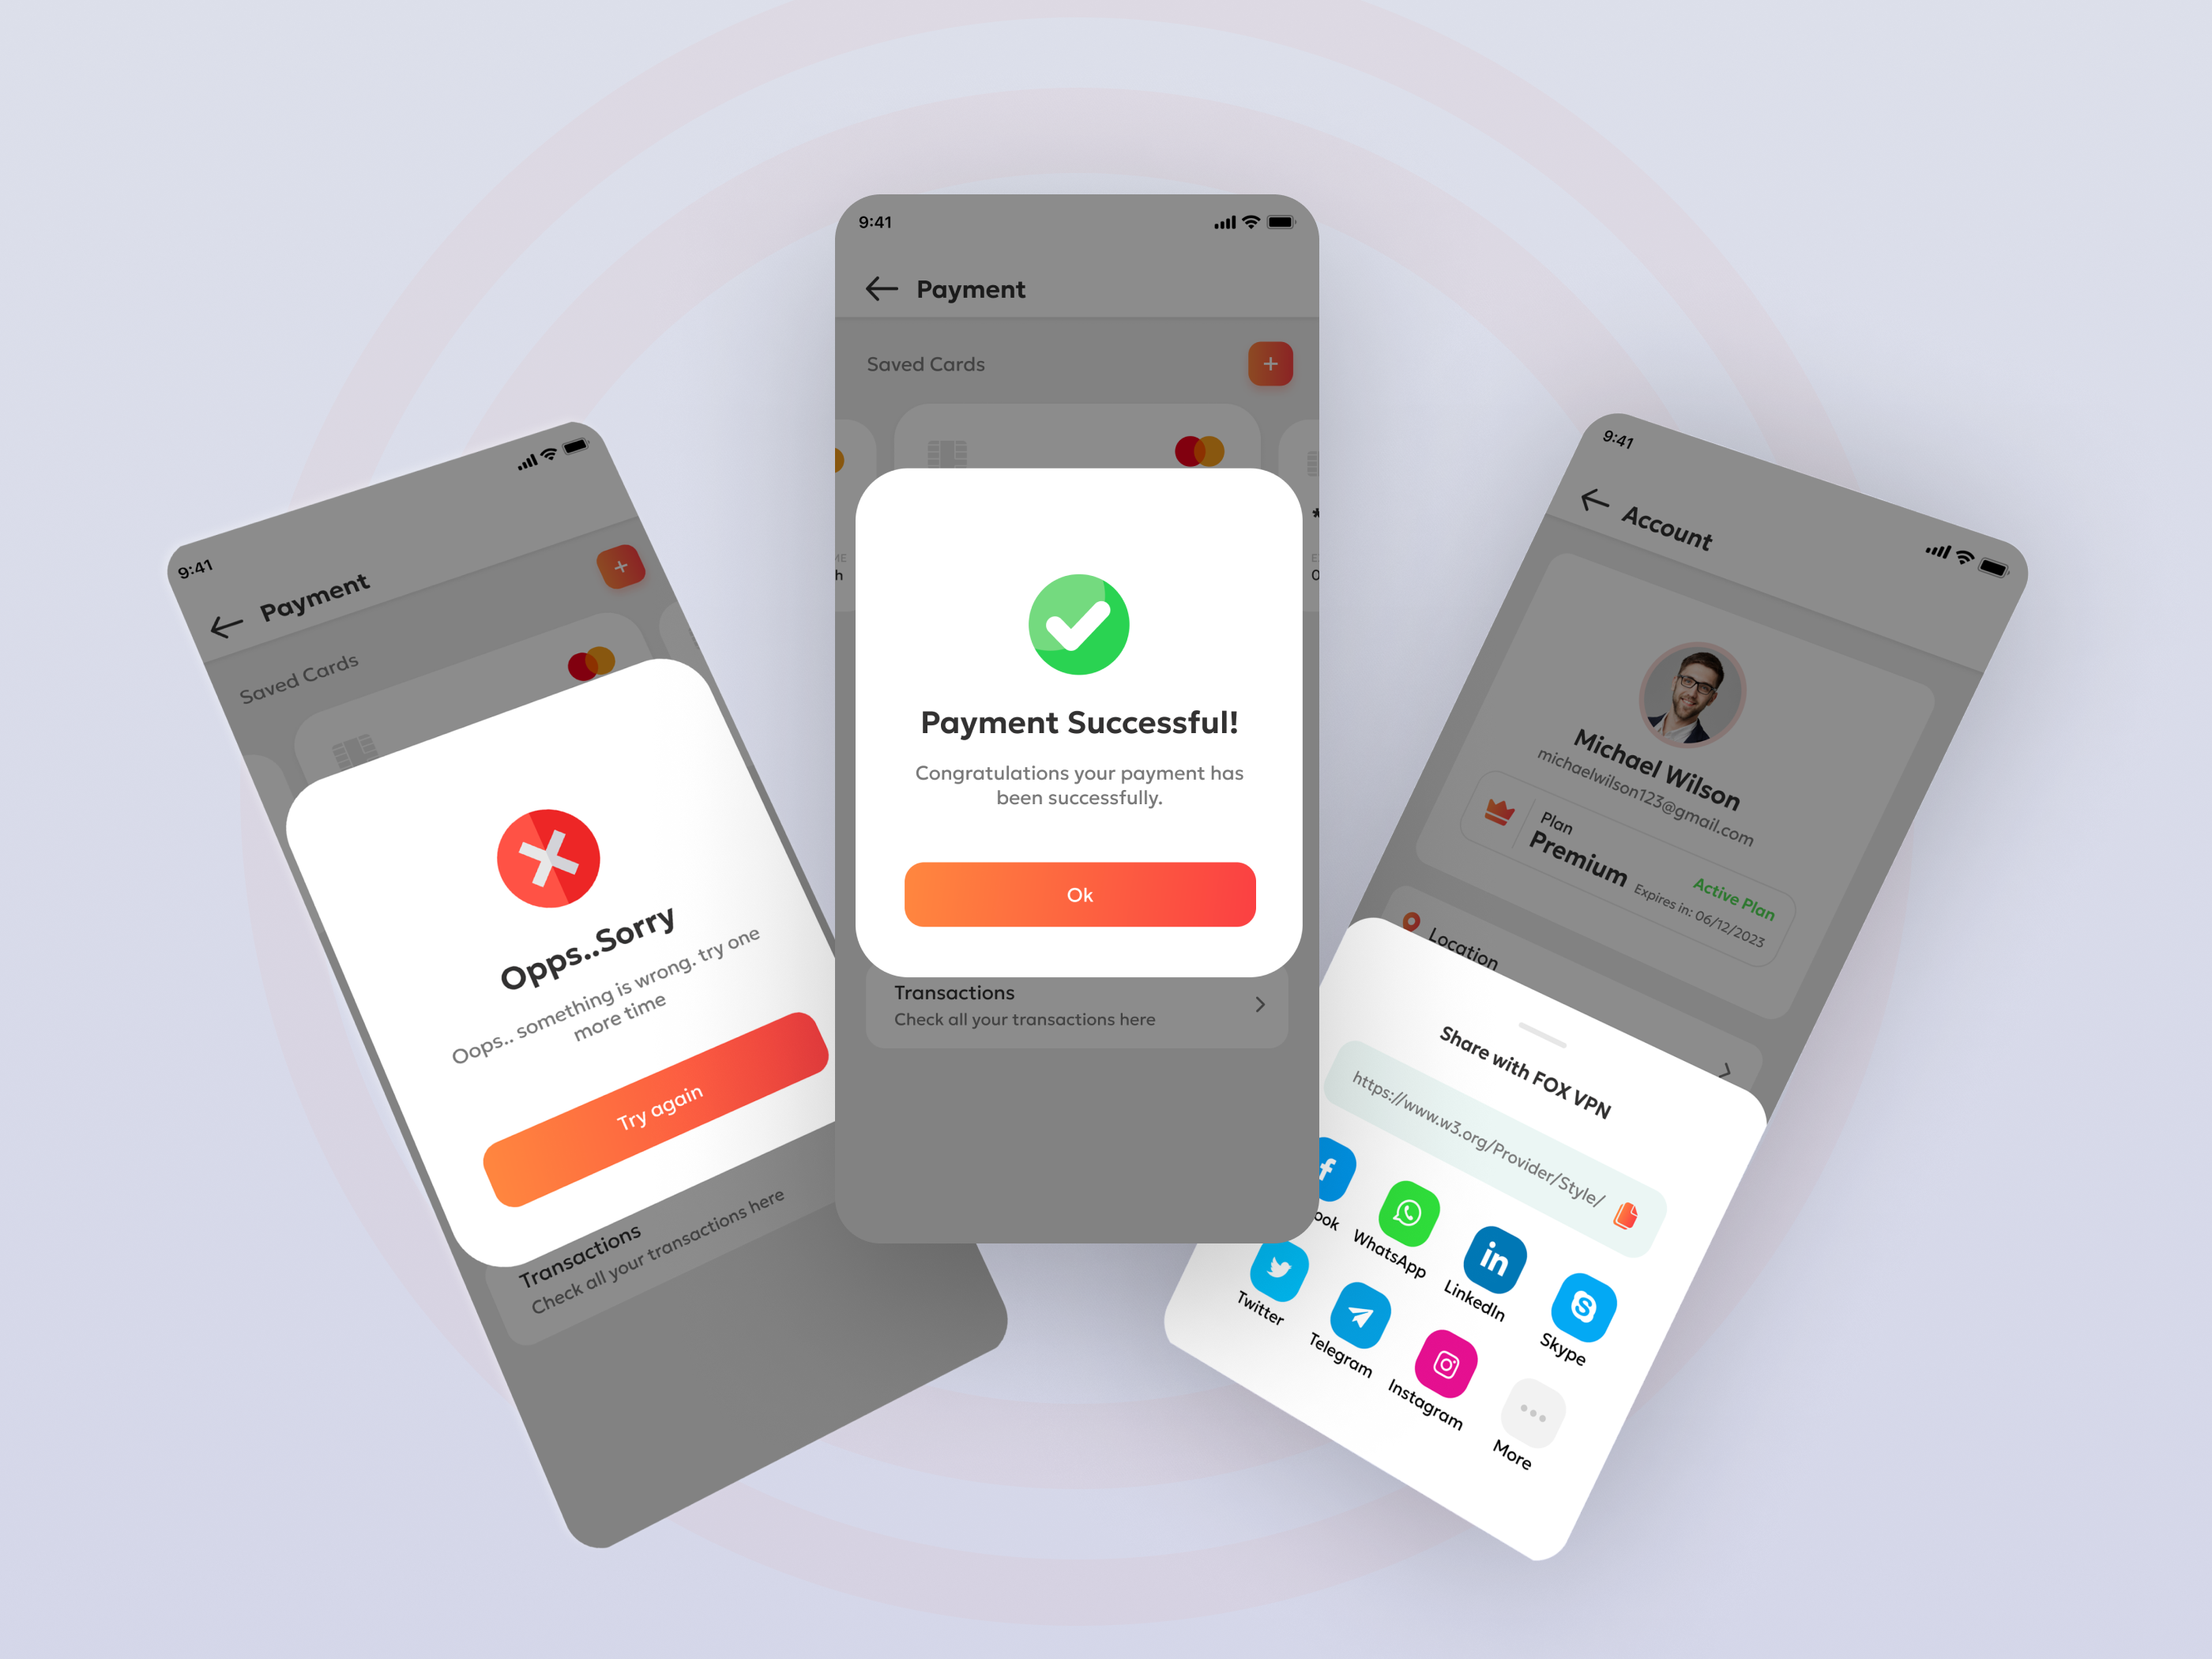 9:41
Payment
Saved Cards
Opps..Sorry
Oops.. something is wrong. try one
more time
Try again
Transactions
Check all your transactions here
9:41
Payment
Saved Cards
Payment Successful!
Congratulations your payment has
been successfully.
Ok
Transactions
Check all your transactions here
9:41
Account
Michael Wilson
michaelwilson123@gmail.com
Plan
Premium
Active Plan
Expires in: 06/12/2023
Location
Share with FOX VPN
https://www.w3.org/Provider/Style/
WhatsApp
LinkedIn
Skype
Twitter
Telegram
Instagram
More